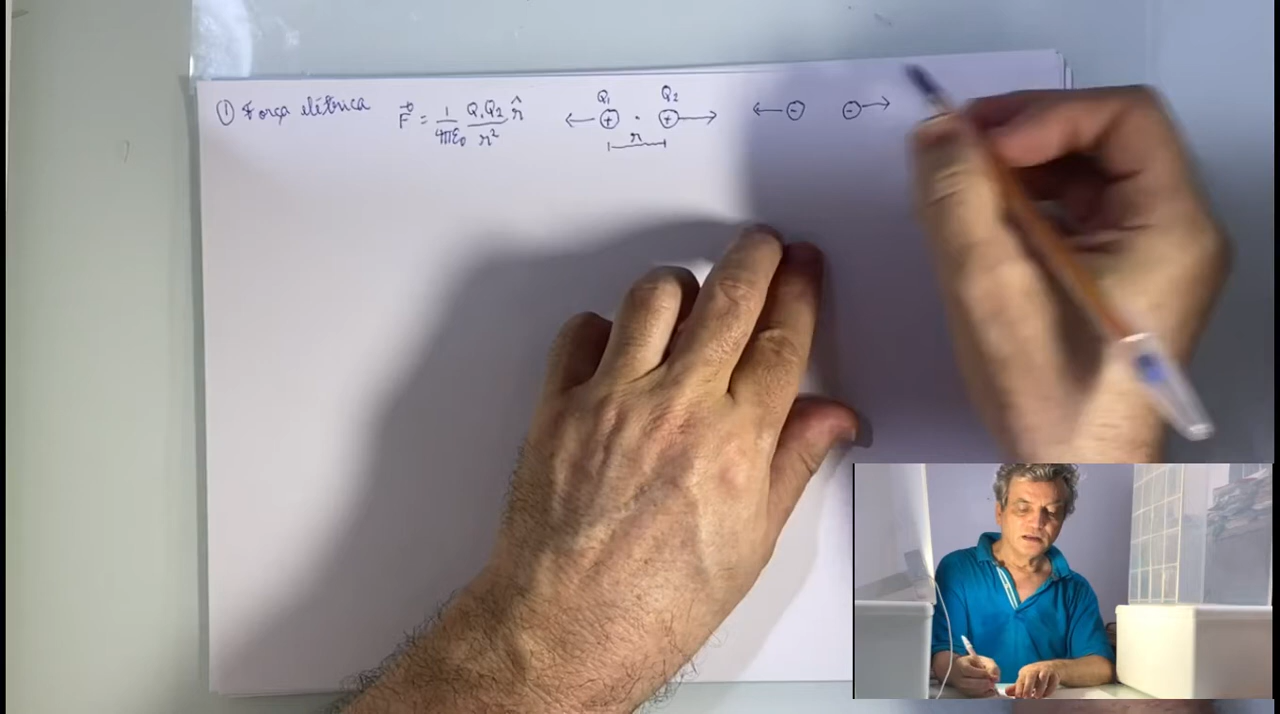 ① Força elétrica F⃗ = 1/4πε₀ Q₁Q₂/r² r̂ Q₁ Q₂ + + r - -